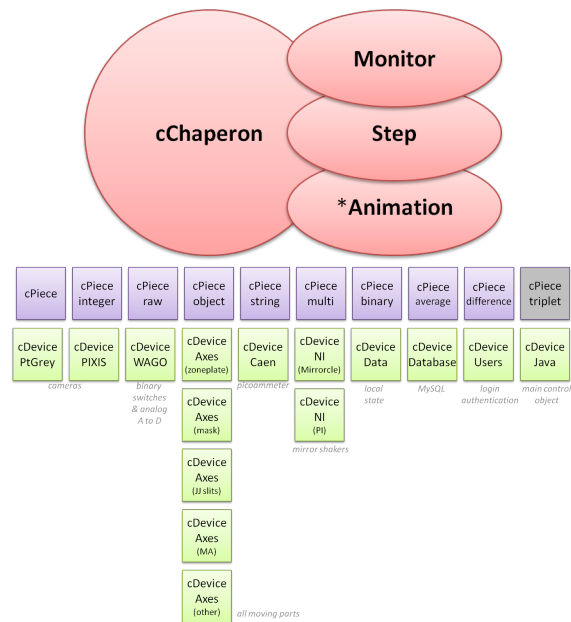 Monitor
cChaperon
Step
*Animation
cPiece
cPiece
integer
cPiece
raw
cPiece
object
cPiece
string
cPiece
multi
cPiece
binary
cPiece
average
cPiece
difference
cPiece
triplet
cDevice
PtGrey
cDevice
PIXIS
cDevice
WAGO
cDevice
Axes
(zoneplate)
cDevice
Caen
cDevice
NI
(Mirrorcle)
cDevice
Data
cDevice
Database
cDevice
Users
cDevice
Java
cameras
binary
switches
& analog
A to D
picoammeter
local
state
MySQL
login
authentication
main control
object
cDevice
Axes
(mask)
cDevice
NI
(PI)
mirror shakers
cDevice
Axes
(JJ slits)
cDevice
Axes
(MA)
cDevice
Axes
(other)
all moving parts